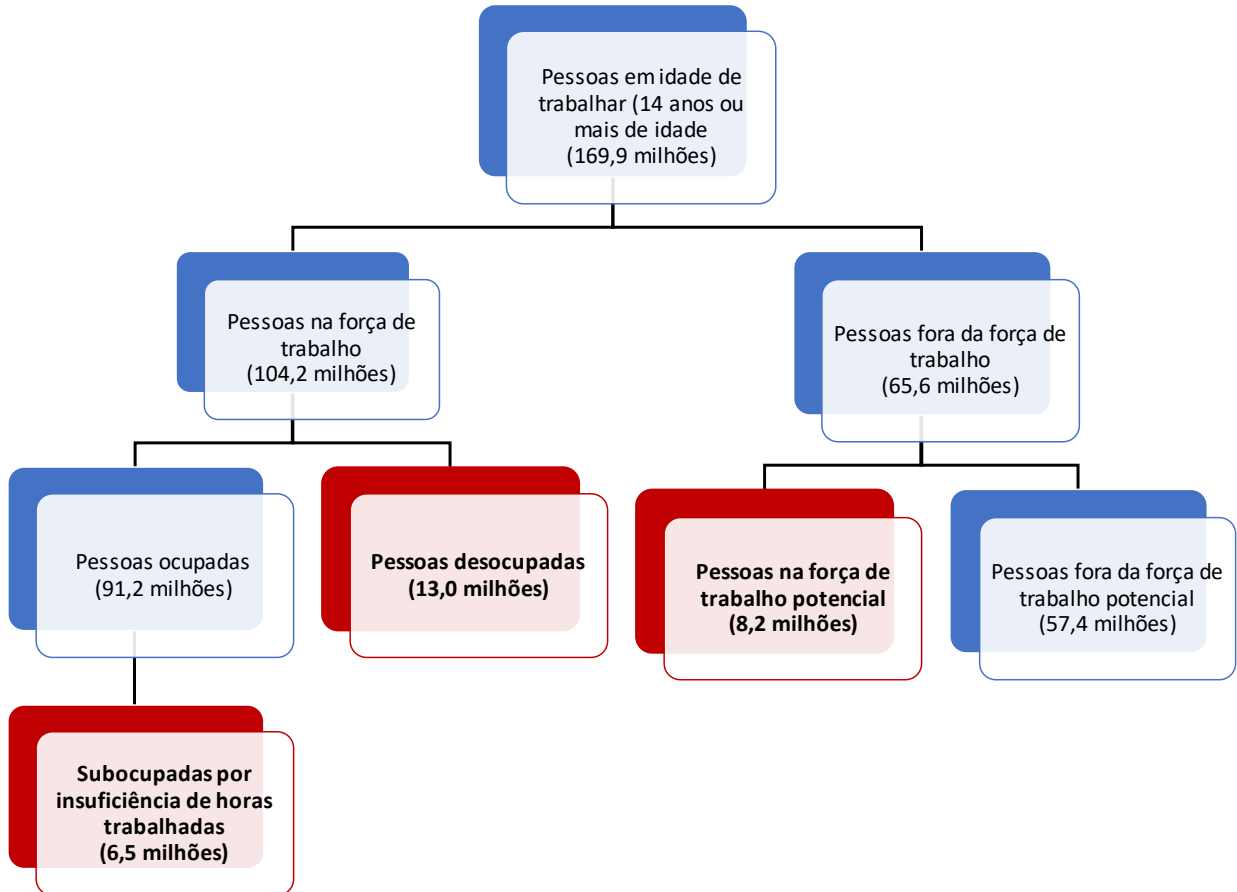 Pessoas em idade de
trabalhar (14 anos ou
mais de idade
(169,9 milhões)
Pessoas na força de
trabalho
(104,2 milhões)
Pessoas fora da força de
trabalho
(65,6 milhões)
Pessoas ocupadas
(91,2 milhões)
Pessoas desocupadas
(13,0 milhões)
Pessoas na força de
trabalho potencial
(8,2 milhões)
Pessoas fora da força de
trabalho potencial
(57,4 milhões)
Subocupadas por
insuficiência de horas
trabalhadas
(6,5 milhões)